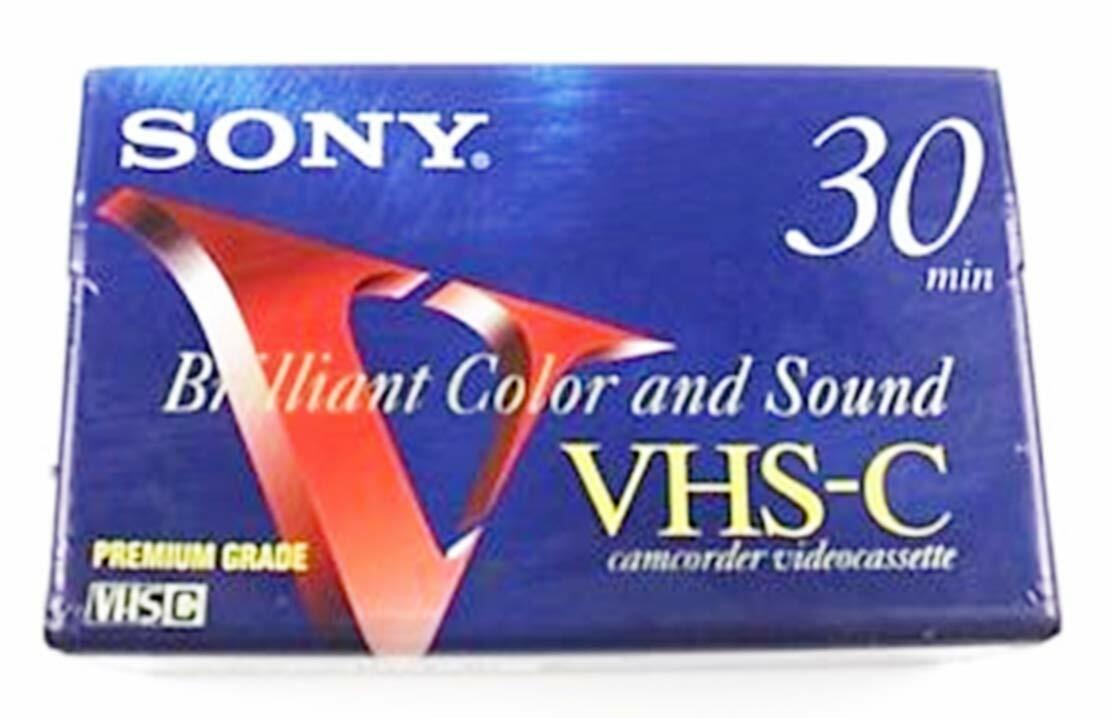 SONY®
30
min
Brilliant Color and Sound
VHS-C
camcorder videocassette
PREMIUM GRADE
VHS C